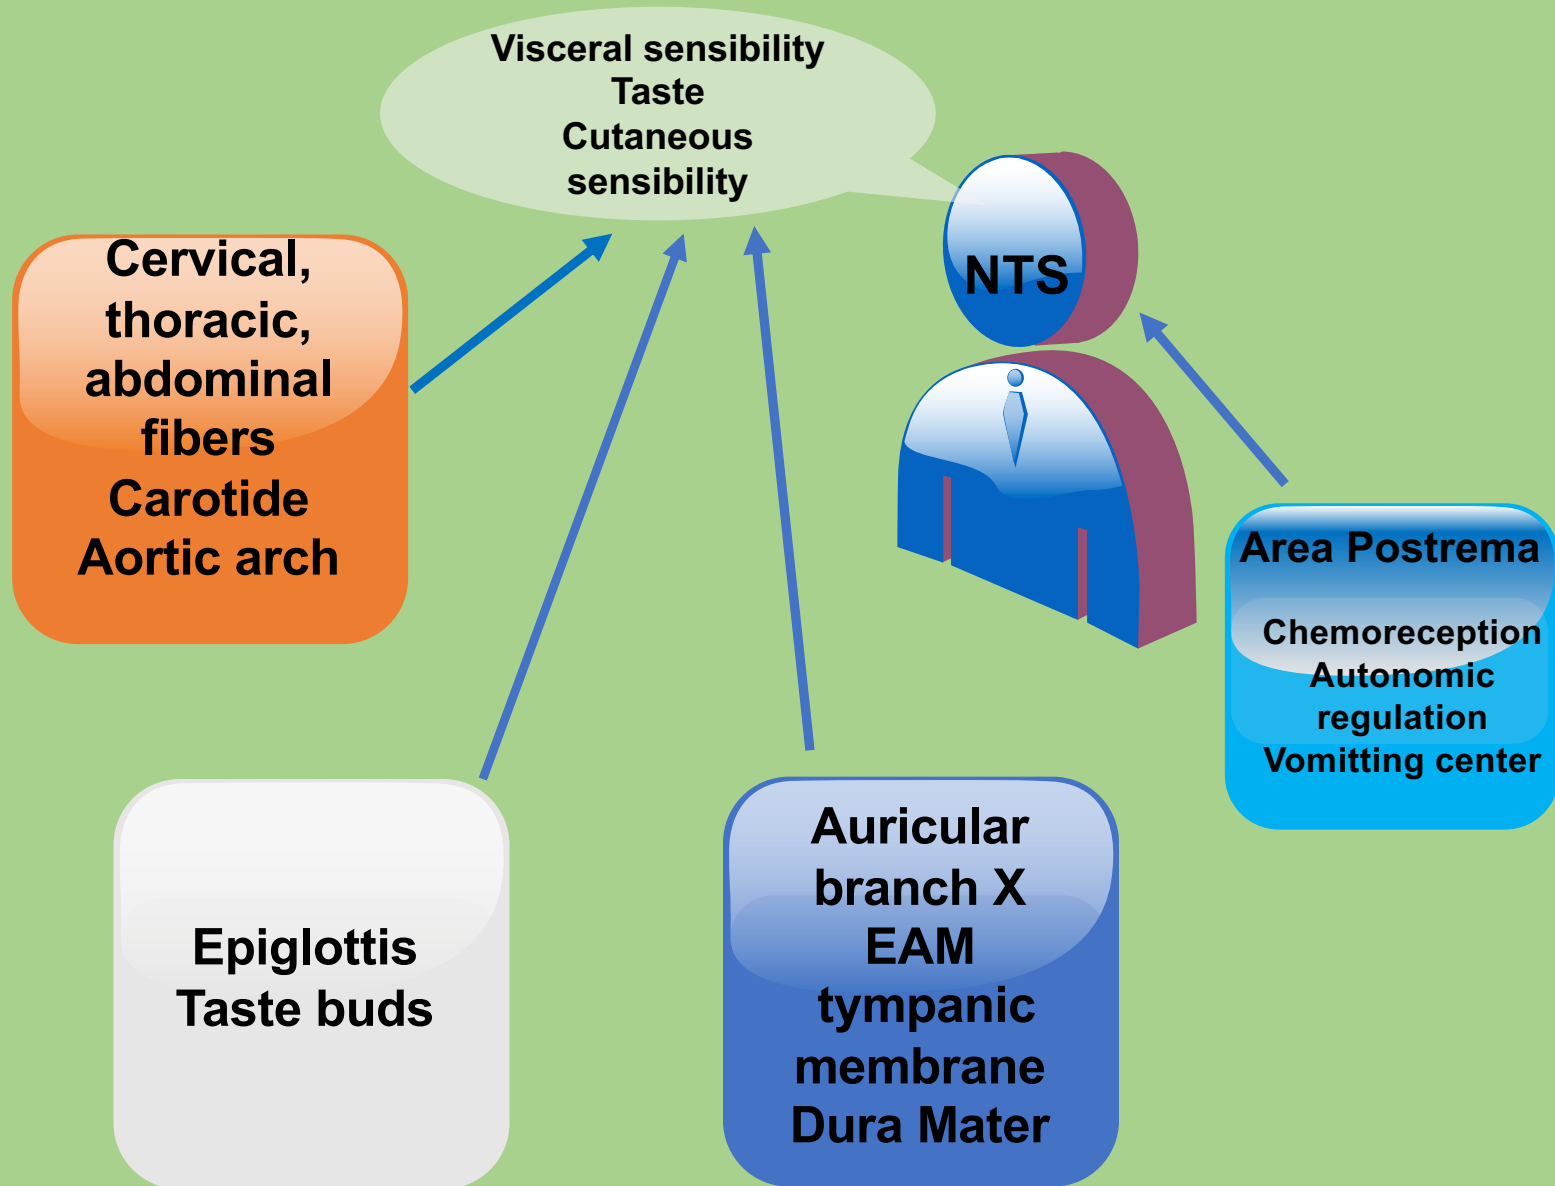 Visceral sensibility
Taste
Cutaneous
sensibility
NTS
Cervical,
thoracic,
abdominal
fibers
Carotide
Aortic arch
Area Postrema
Chemoreception
Autonomic
regulation
Vomitting center
Epiglottis
Taste buds
Auricular
branch X
EAM
tympanic
membrane
Dura Mater